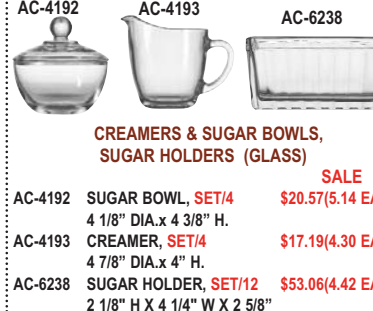 AC-4192 AC-4193 AC-6238
CREAMERS & SUGAR BOWLS,
SUGAR HOLDERS (GLASS)
SALE
AC-4192 SUGAR BOWL, SET/4 $20.57(5.14 EA
4 1/8” DIA.x 4 3/8” H.
AC-4193 CREAMER, SET/4 $17.19(4.30 EA
4 7/8” DIA.x 4” H.
AC-6238 SUGAR HOLDER, SET/12 $53.06(4.42 EA
2 1/8" H X 4 1/4" W X 2 5/8”